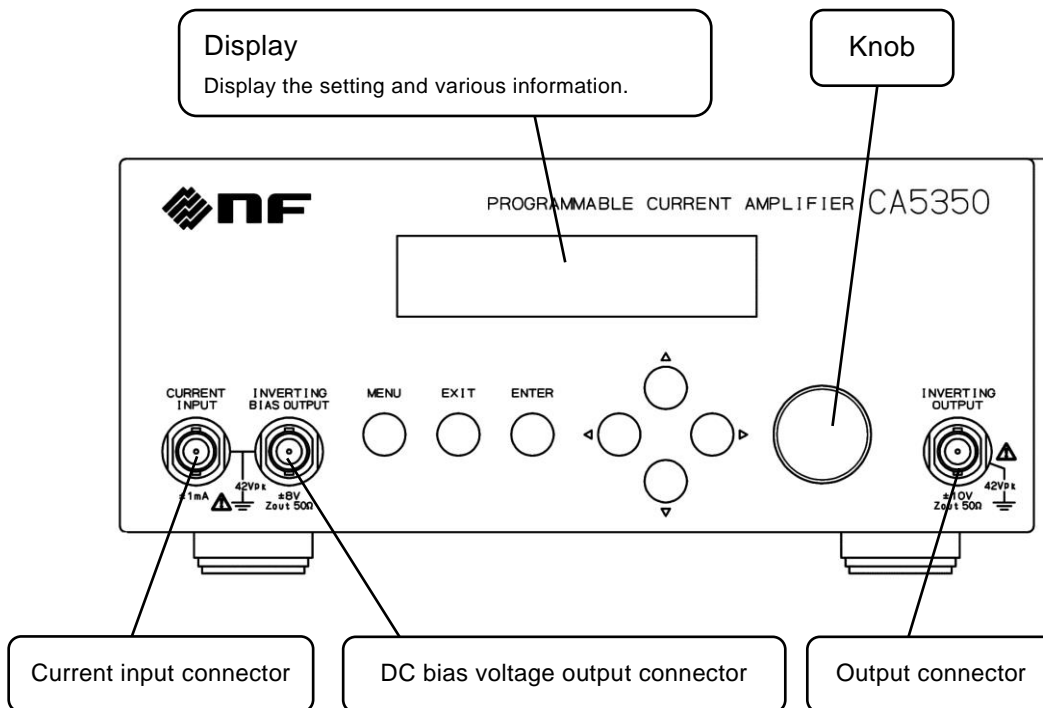 Display
Display the setting and various information.
Knob
NF
PROGRAMMABLE CURRENT AMPLIFIER CA5350
CURRENT
INPUT
INVERTING
BIAS OUTPUT
MENU
EXIT
ENTER
INVERTING
OUTPUT
±1mA
42Vpk
±8V
Zout 50Ω
±10V
Zout 50Ω
42Vpk
Current input connector
DC bias voltage output connector
Output connector